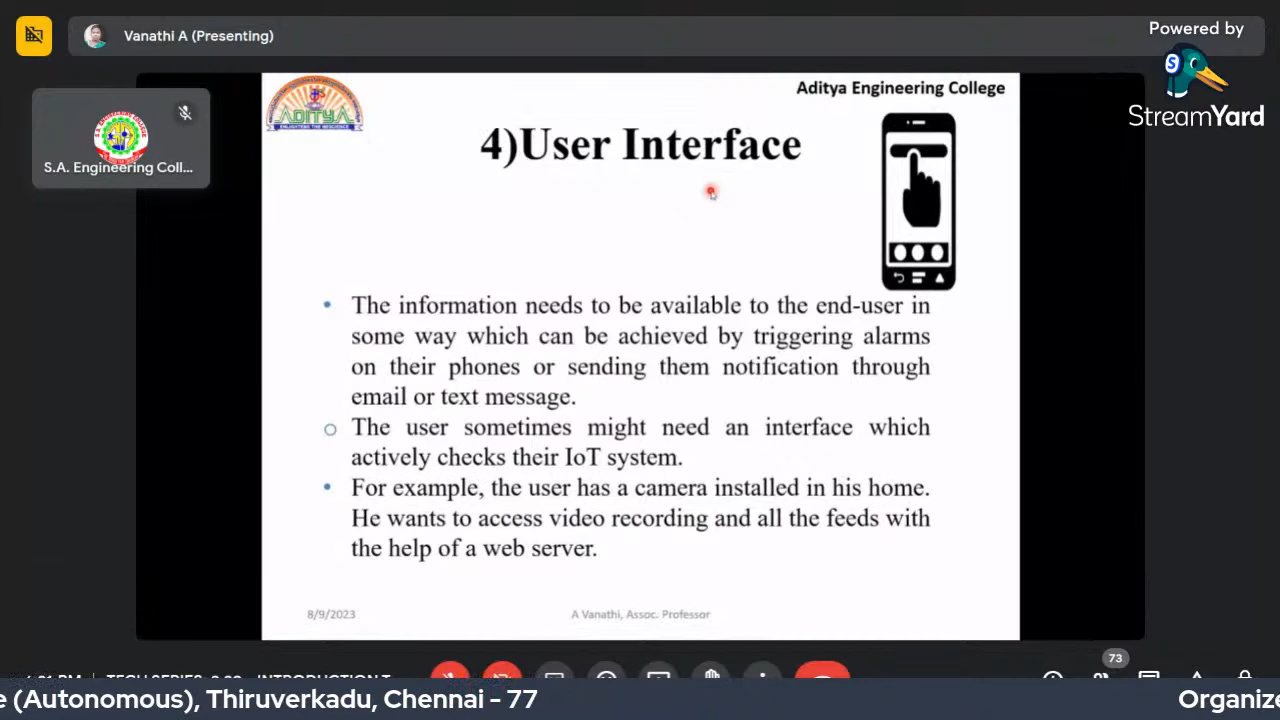 Vanathi A (Presenting)
Powered by
StreamYard
S.A. Engineering Coll...
ADITYA
ENLIGHTENS THE NESCIENCE
Aditya Engineering College
4)User Interface
• The information needs to be available to the end-user in
some way which can be achieved by triggering alarms
on their phones or sending them notification through
email or text message.
o The user sometimes might need an interface which
actively checks their IoT system.
• For example, the user has a camera installed in his home.
He wants to access video recording and all the feeds with
the help of a web server.
8/9/2023
A Vanathi, Assoc. Professor
73
e (Autonomous), Thiruverkadu, Chennai - 77
Organize